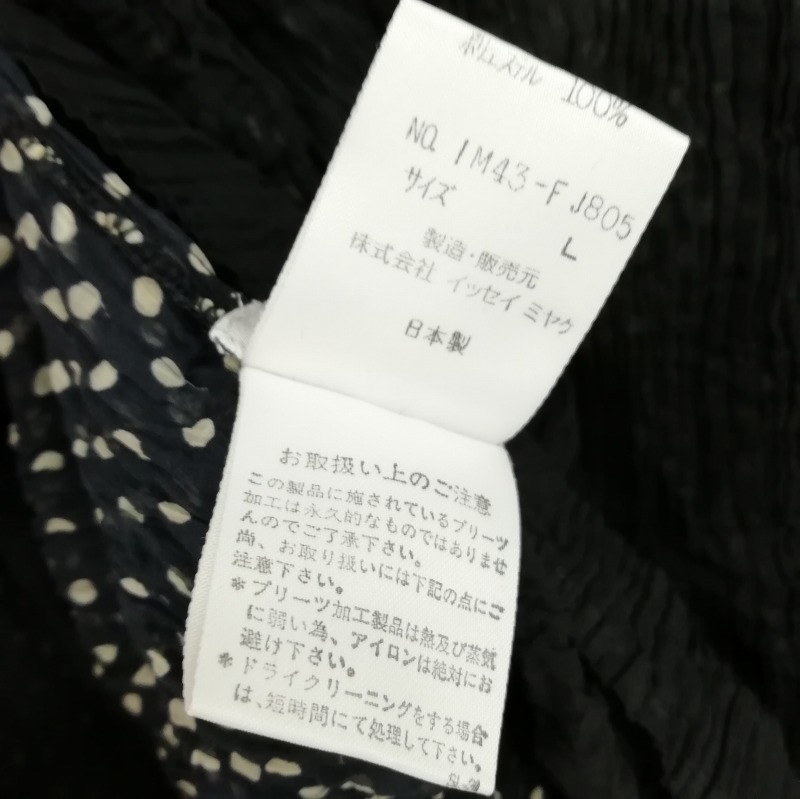 ポリエステル 100%
NO. IM43-FJ805
サイズ L
製造・販売元
株式会社 イッセイ ミヤケ
日本製
お取扱い上のご注意
この製品に施されているプリーツ
加工は永久的なものではありませ
んのでご了承下さい。
尚、お取り扱いには下記の点にご
注意下さい。
*プリーツ加工製品は熱及び蒸気
に弱い為、アイロンは絶対にお
避け下さい。
*ドライクリーニングをする場合
は、短時間にて処理して下さい。